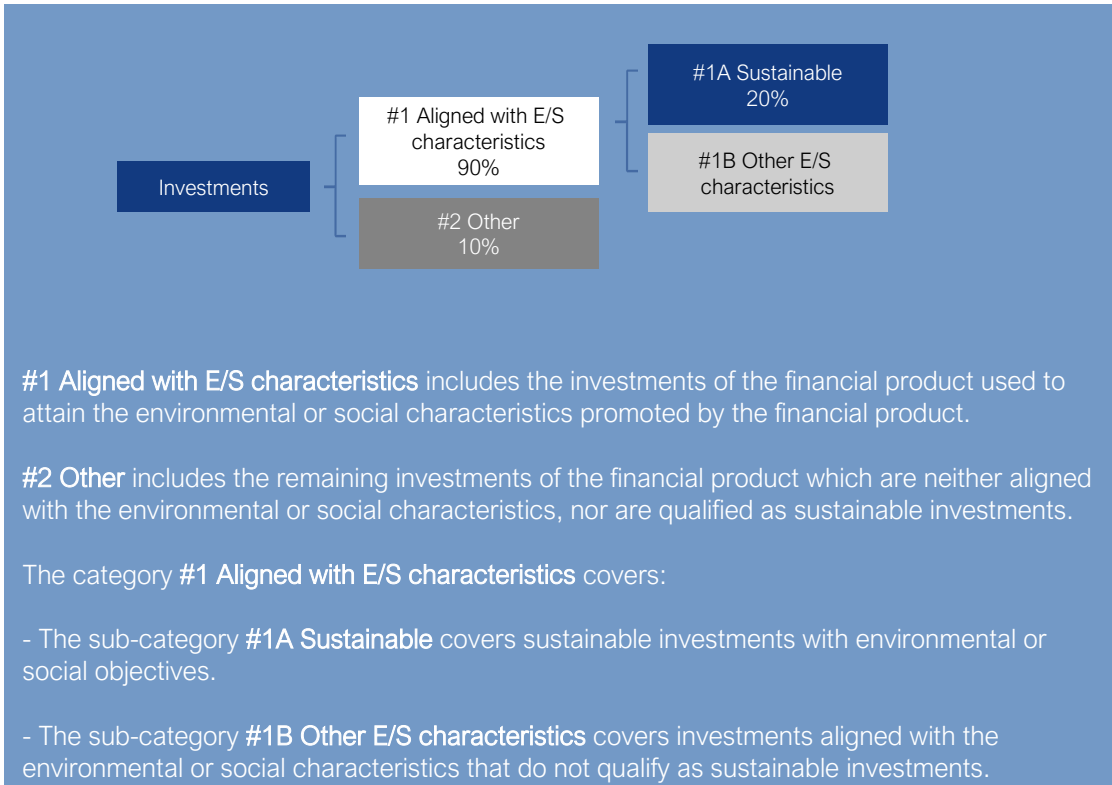 #1A Sustainable
20%
#1 Aligned with E/S
characteristics
90%
#1B Other E/S
characteristics
Investments
#2 Other
10%
#1 Aligned with E/S characteristics includes the investments of the financial product used to
attain the environmental or social characteristics promoted by the financial product.
#2 Other includes the remaining investments of the financial product which are neither aligned
with the environmental or social characteristics, nor are qualified as sustainable investments.
The category #1 Aligned with E/S characteristics covers:
- The sub-category #1A Sustainable covers sustainable investments with environmental or
social objectives.
- The sub-category #1B Other E/S characteristics covers investments aligned with the
environmental or social characteristics that do not qualify as sustainable investments.